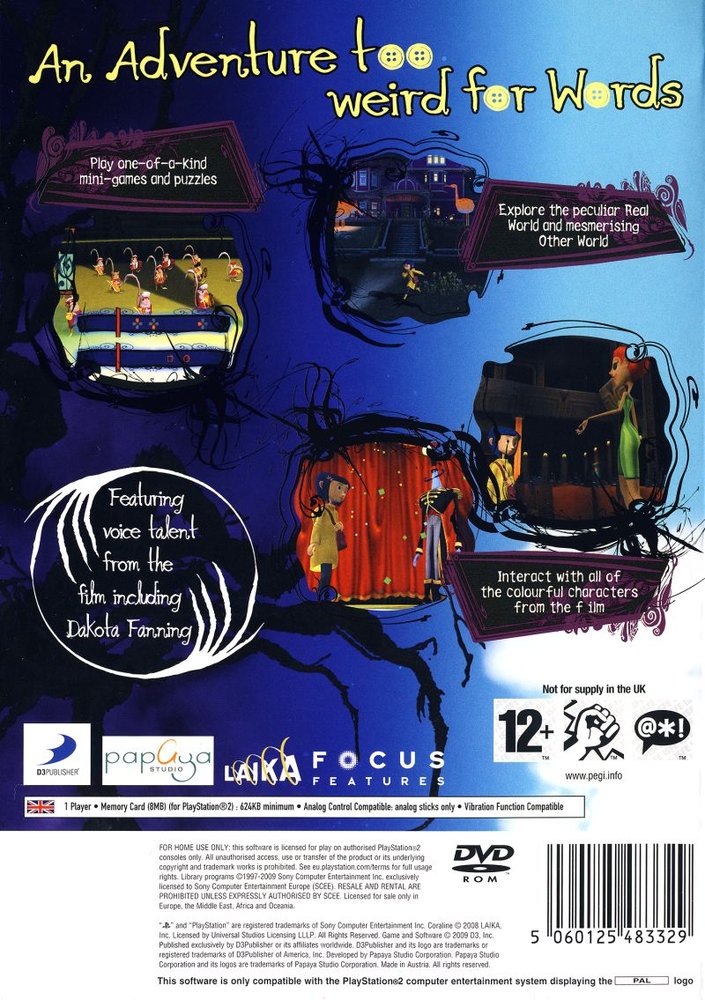 An Adventure too
weird for Words
Play one-of-a-kind
mini-games and puzzles
Explore the peculiar Real
World and mesmerising
Other World
Featuring
voice talent
from the
film including
Dakota Fanning
Interact with all of
the colourful characters
from the film
Not for supply in the UK
12+ TM TM @*! TM
www.pegi.info
D3PUBLISHER
papaya
STUDIO
LAIKA
FOCUS
FEATURES
1 Player • Memory Card (8MB) (for PlayStation®2) : 624KB minimum • Analog Control Compatible: analog sticks only • Vibration Function Compatible
FOR HOME USE ONLY: this software is licensed for play on authorised PlayStation®2
consoles only. All unauthorised access, use or transfer of the product or its underlying
copyright and trademark works is prohibited. See eu.playstation.com/terms for full usage
rights. Library programs ©1997-2009 Sony Computer Entertainment Inc. exclusively
licensed to Sony Computer Entertainment Europe (SCEE). RESALE AND RENTAL ARE
PROHIBITED UNLESS EXPRESSLY AUTHORISED BY SCEE. Licensed for sale only in
Europe, the Middle East, Africa and Oceania.
DVD
ROM
" " and "PlayStation" are registered trademarks of Sony Computer Entertainment Inc. Coraline © 2008 LAIKA,
Inc. Licensed by Universal Studios Licensing LLLP. All Rights Reserved. Game and Software © 2009 D3, Inc.
Published exclusively by D3Publisher or its affiliates worldwide. D3Publisher and its logo are trademarks or
registered trademarks of D3Publisher of America, Inc. Developed by Papaya Studio Corporation. Papaya Studio
Corporation and its logos are trademarks of Papaya Studio Corporation. Made in Austria. All rights reserved.
5 060125 483329
This software is only compatible with the PlayStation®2 computer entertainment system displaying the PAL logo